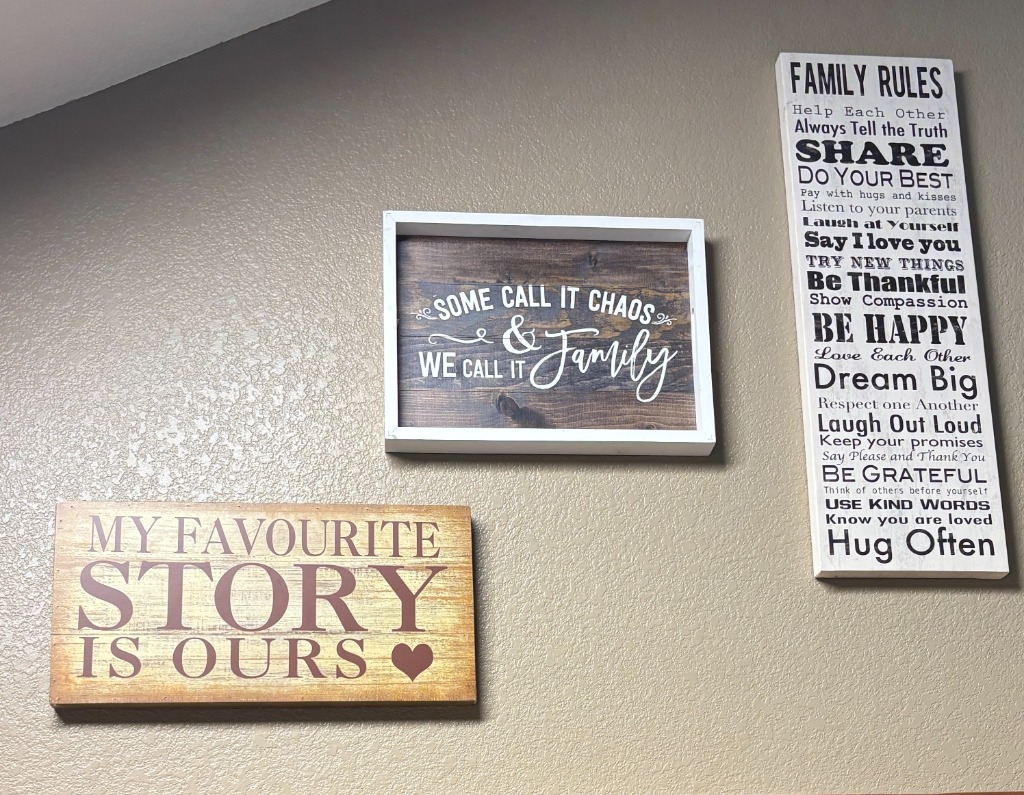 MY FAVOURITE
STORY
IS OURS
SOME CALL IT CHAOS
&
WE CALL IT Family
FAMILY RULES
Help Each Other
Always Tell the Truth
SHARE
DO YOUR BEST
Pay with hugs and kisses
Listen to your parents
Laugh at Yourself
Say I love you
TRY NEW THINGS
Be Thankful
Show Compassion
BE HAPPY
Love Each Other
Dream Big
Respect one Another
Laugh Out Loud
Keep your promises
Say Please and Thank You
BE GRATEFUL
Think of others before yourself
USE KIND WORDS
Know you are loved
Hug Often